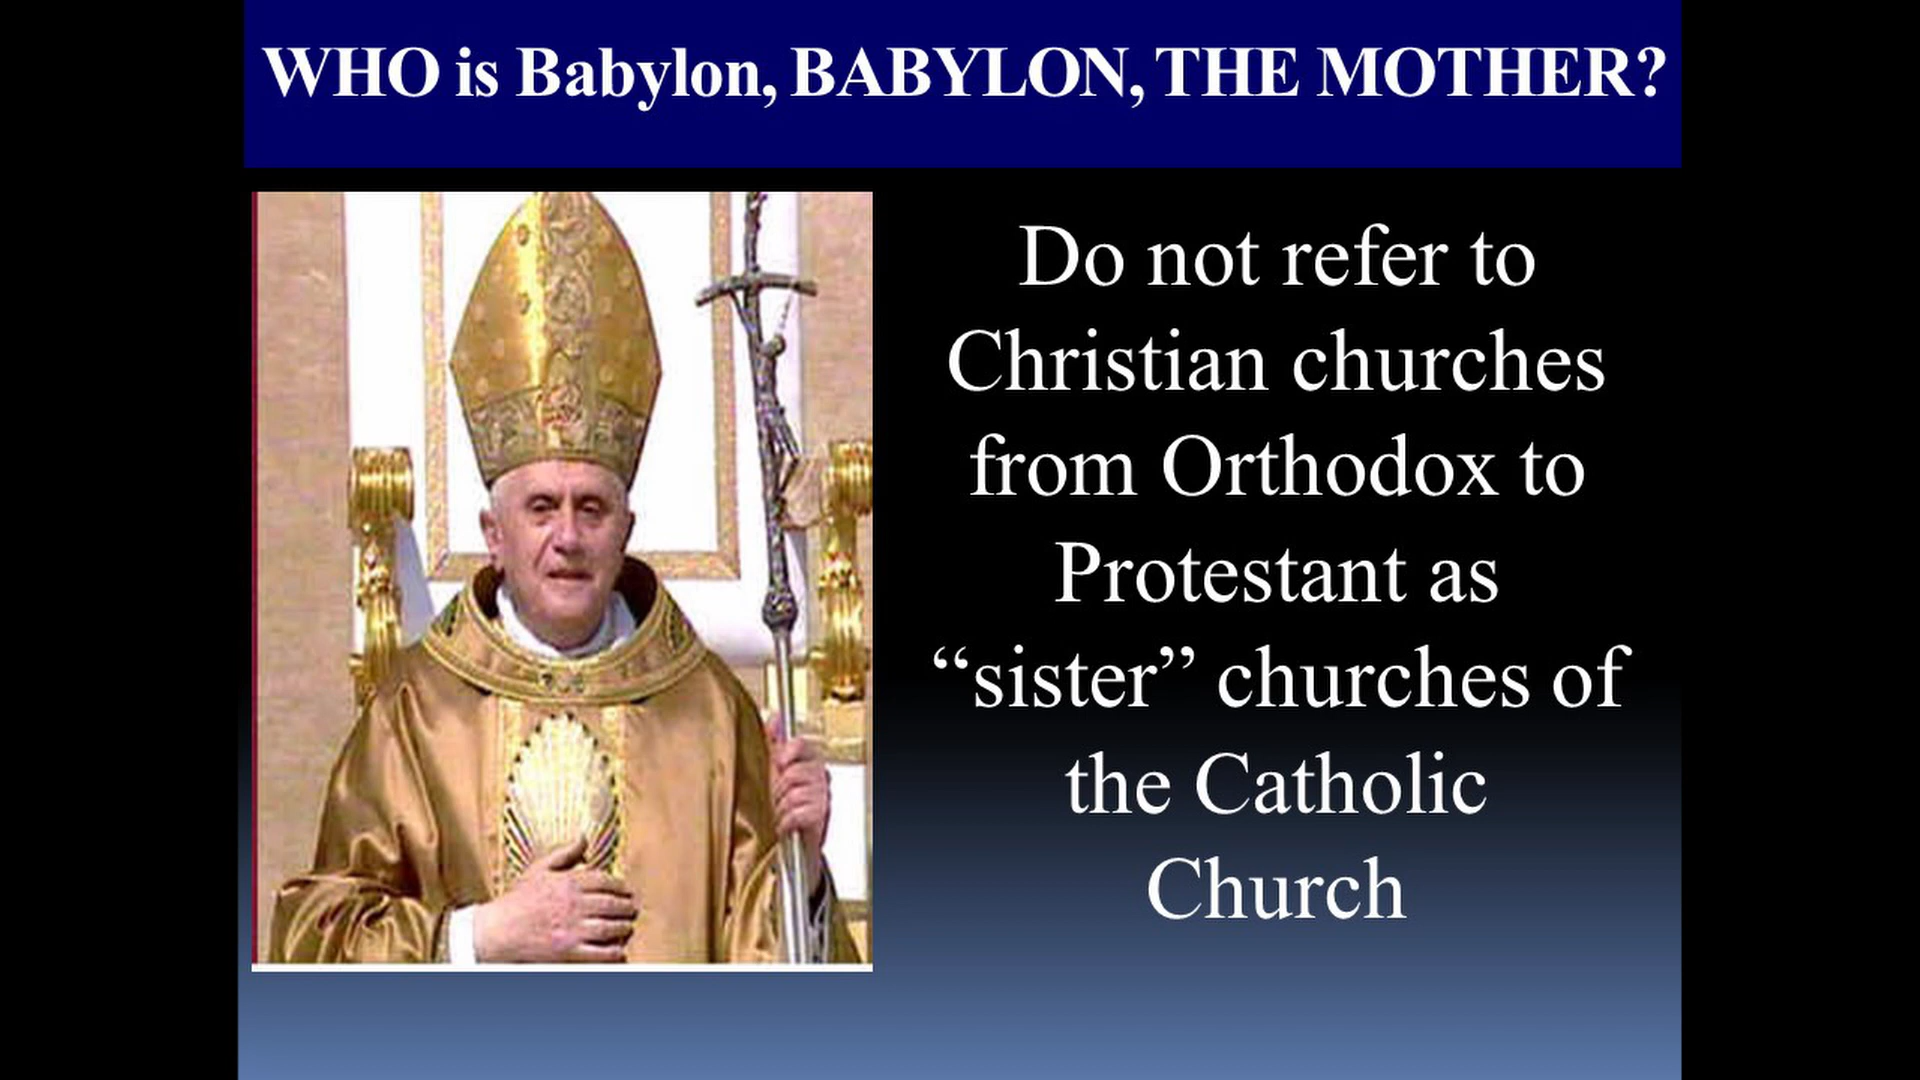 WHO is Babylon, BABYLON, THE MOTHER?
Do not refer to
Christian churches
from Orthodox to
Protestant as
“sister” churches of
the Catholic
Church